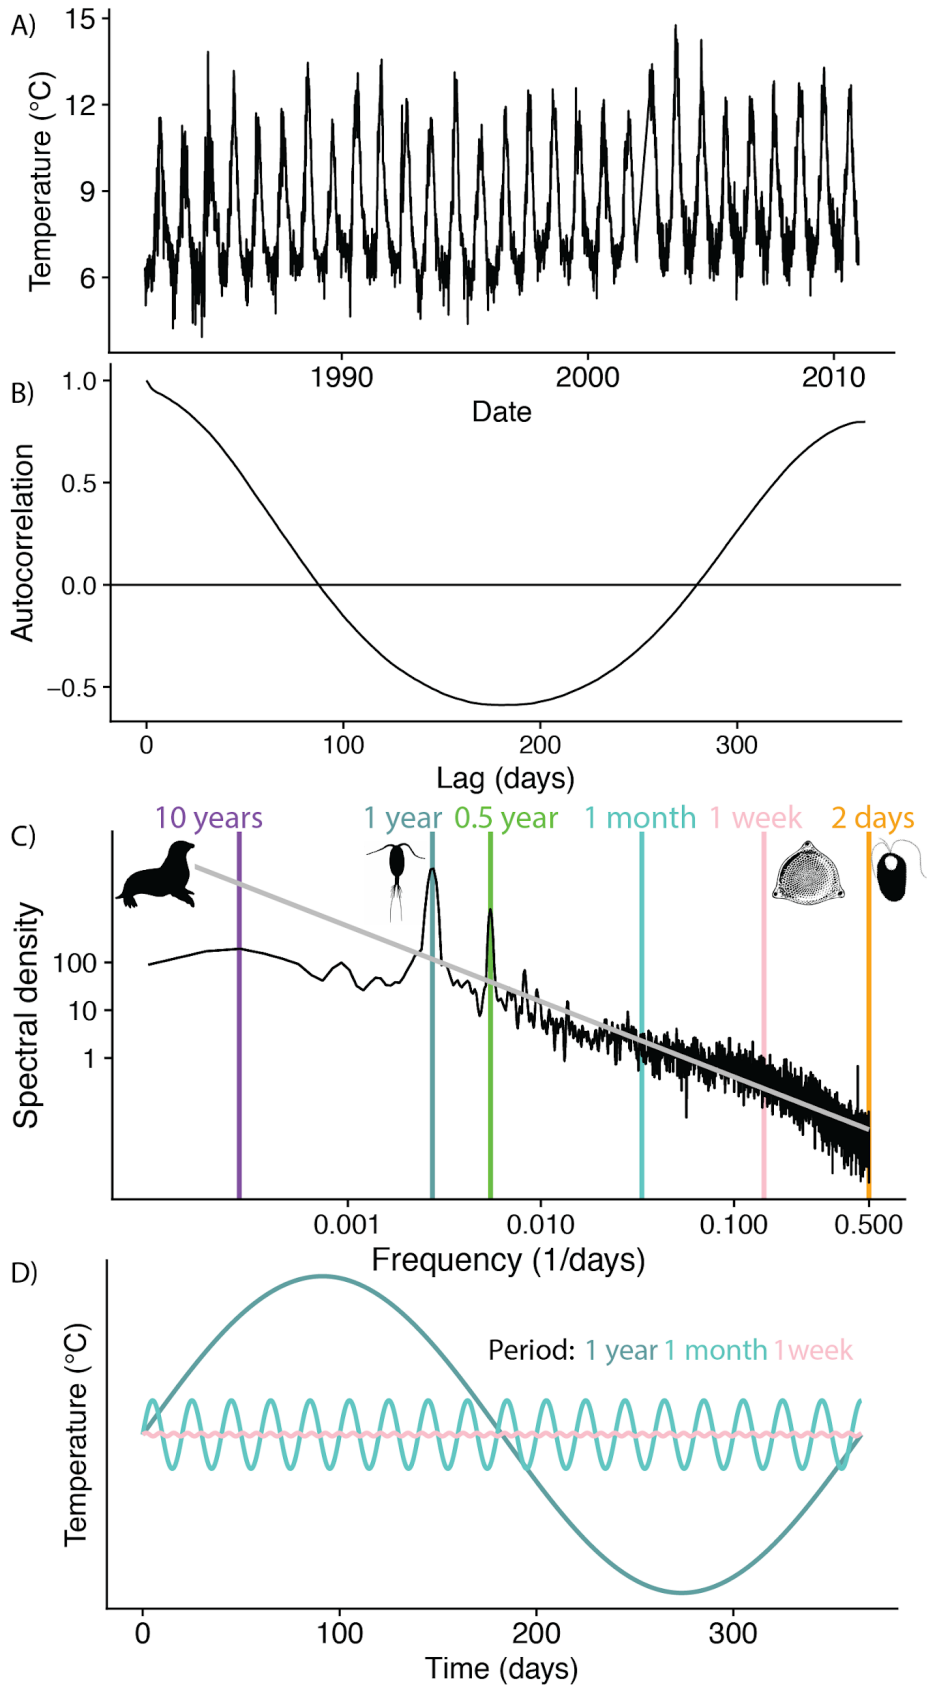 A)
Temperature (°C)
15
12
9
6
1990 2000 2010
Date
B)
Autocorrelation
1.0
0.5
0.0
−0.5
0 100 200 300
Lag (days)
10 years 1 year 0.5 year 1 month 1 week 2 days
C)
Spectral density
100
10
1
0.001 0.010 0.100 0.500
Frequency (1/days)
D)
Temperature (°C)
Period: 1 year 1 month 1week
0 100 200 300
Time (days)